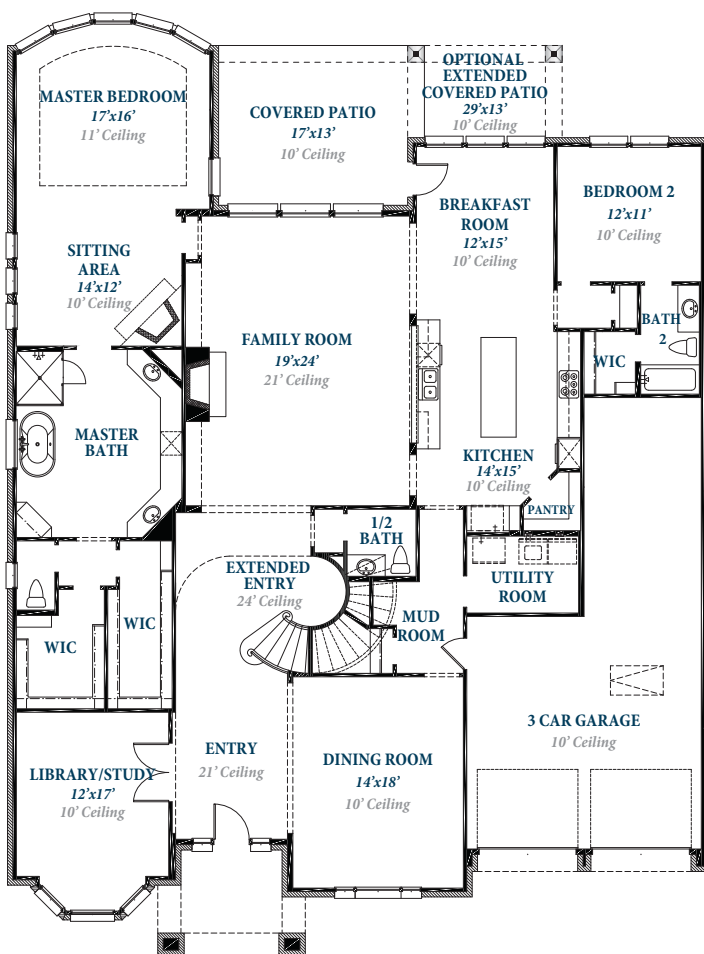 MASTER BEDROOM
17'x16'
11' Ceiling
COVERED PATIO
17'x13'
10' Ceiling
OPTIONAL
EXTENDED
COVERED PATIO
29'x13'
10' Ceiling
BREAKFAST
ROOM
12'x15'
10' Ceiling
BEDROOM 2
12'x11'
10' Ceiling
SITTING
AREA
14'x12'
10' Ceiling
FAMILY ROOM
19'x24'
21' Ceiling
BATH
2
WIC
MASTER
BATH
KITCHEN
14'x15'
10' Ceiling
PANTRY
1/2
BATH
EXTENDED
ENTRY
24' Ceiling
UTILITY
ROOM
MUD
ROOM
WIC
WIC
3 CAR GARAGE
10' Ceiling
LIBRARY/STUDY
12'x17'
10' Ceiling
ENTRY
21' Ceiling
DINING ROOM
14'x18'
10' Ceiling